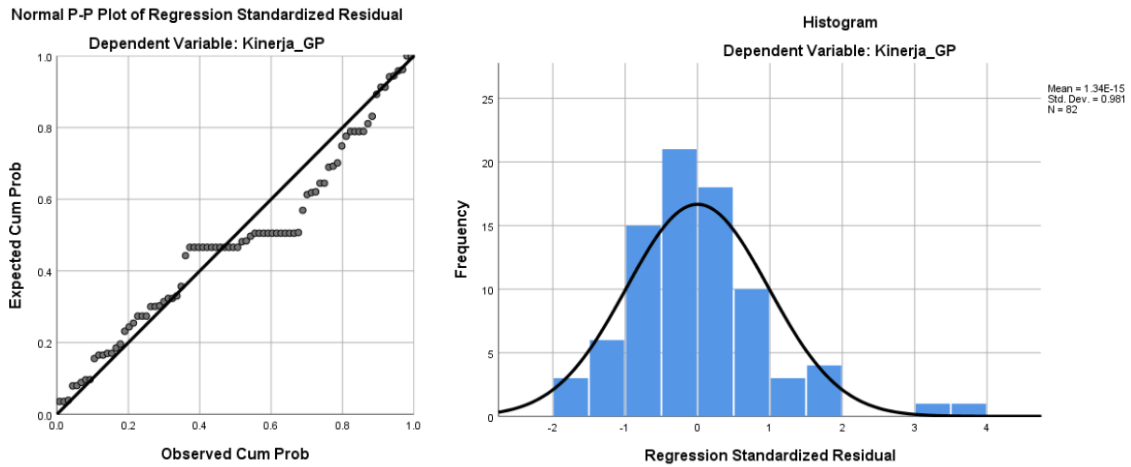 Normal P-P Plot of Regression Standardized Residual
Dependent Variable: Kinerja_GP
1.0
0.8
0.6
0.4
0.2
0.0
Expected Cum Prob
0.0 0.2 0.4 0.6 0.8 1.0
Observed Cum Prob
Histogram
Dependent Variable: Kinerja_GP
Mean = 1.34E-15
Std. Dev. = 0.981
N = 82
25
20
15
10
5
0
Frequency
-2 -1 0 1 2 3 4
Regression Standardized Residual